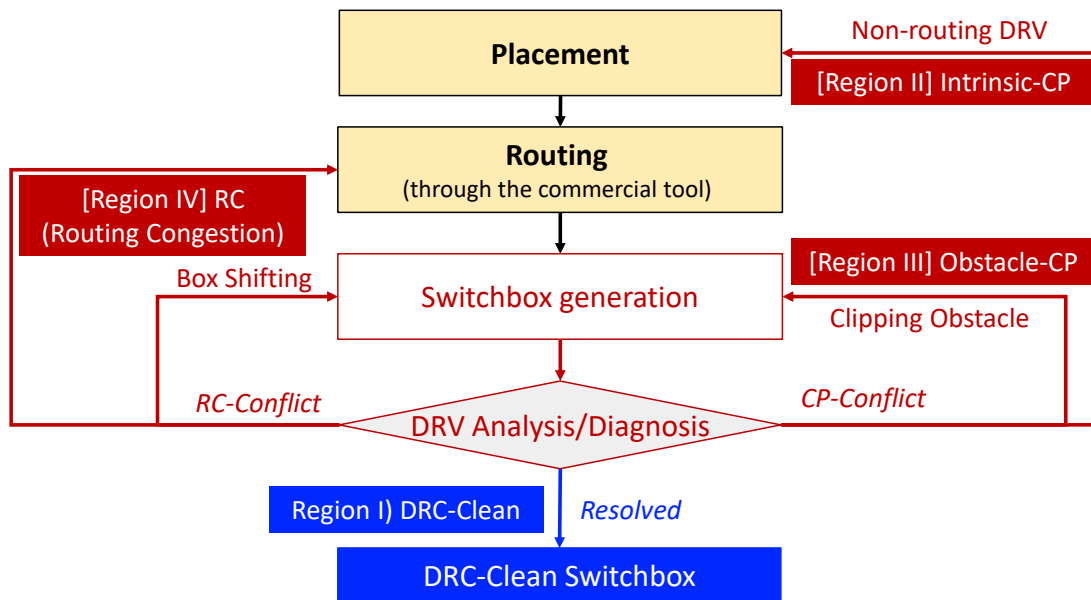 Non-routing DRV
Placement
[Region II] Intrinsic-CP
Routing
(through the commercial tool)
[Region IV] RC
(Routing Congestion)
[Region III] Obstacle-CP
Box Shifting
Switchbox generation
Clipping Obstacle
RC-Conflict
CP-Conflict
DRV Analysis/Diagnosis
Region I) DRC-Clean
Resolved
DRC-Clean Switchbox